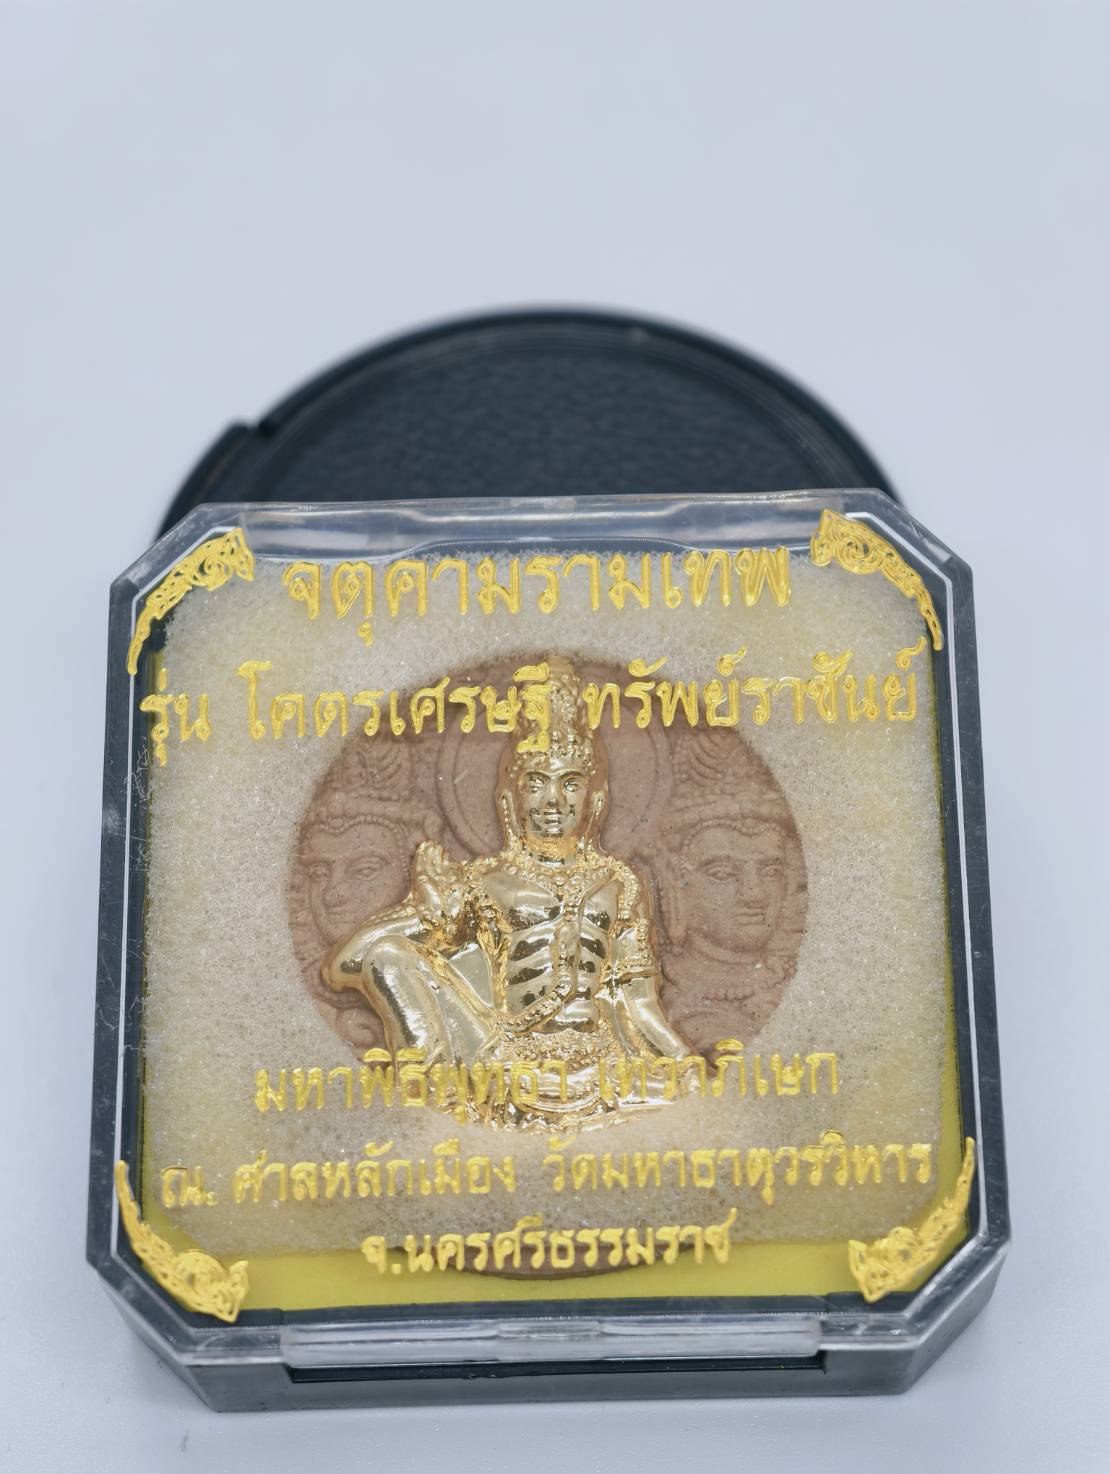 จตุคามรามเทพ
รุ่น โคตรเศรษฐี ทรัพย์ราชันย์
มหาพิธีพุทธา เทวาภิเษก
ณ. ศาลหลักเมือง วัดมหาธาตุวรวิหาร
จ.นครศรีธรรมราช